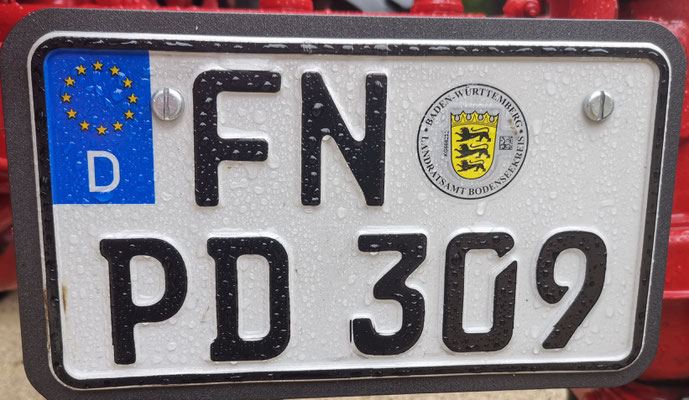 D
FN
BADEN-WÜRTTEMBERG
LANDRATSAMT BODENSEEKREIS
PD 309